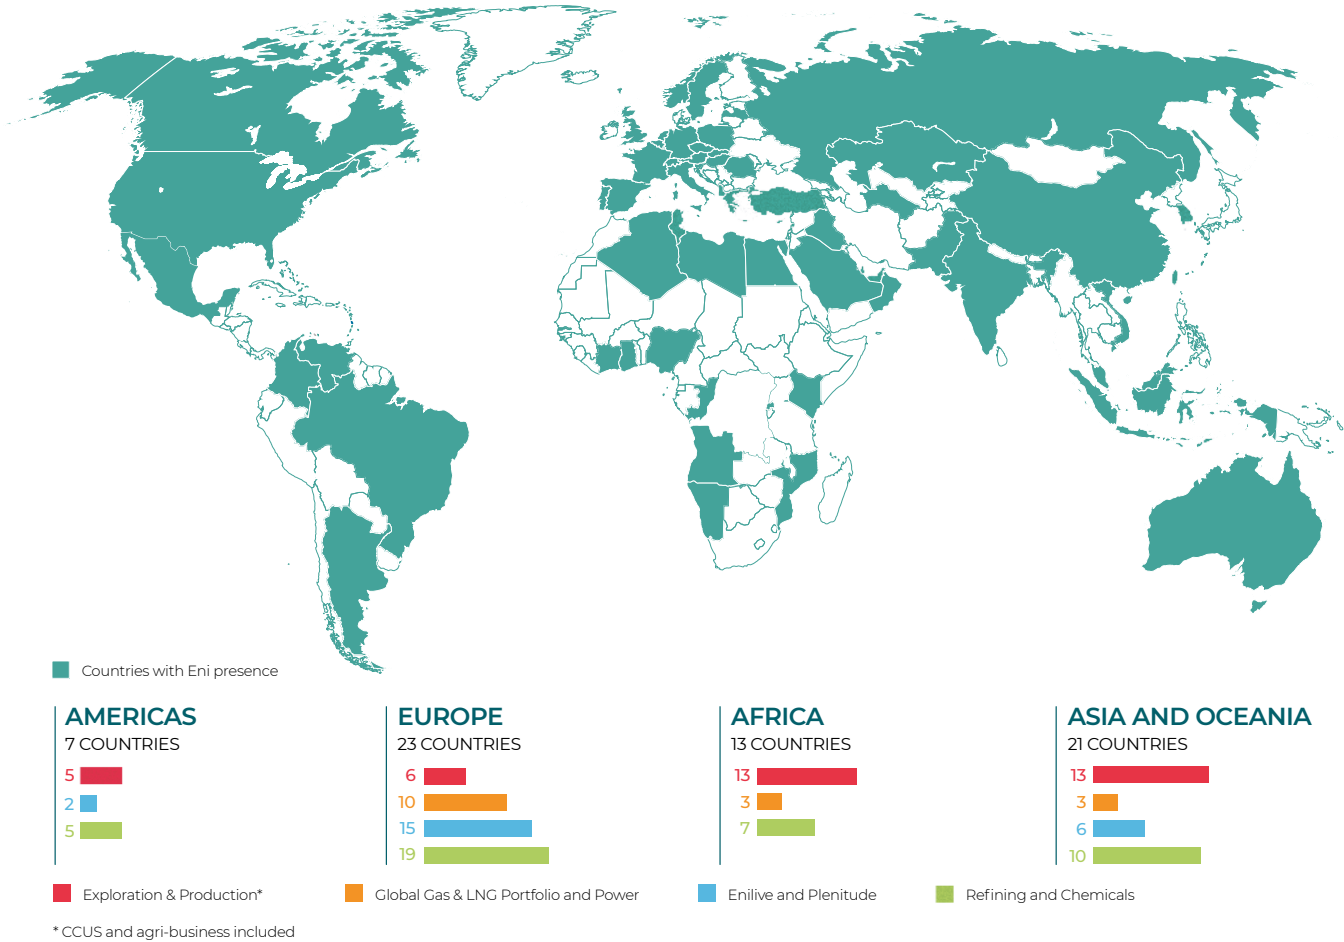 Countries with Eni presence
AMERICAS
7 COUNTRIES
5
2
5
EUROPE
23 COUNTRIES
6
10
15
19
AFRICA
13 COUNTRIES
13
3
7
ASIA AND OCEANIA
21 COUNTRIES
13
3
6
10
Exploration & Production*
Global Gas & LNG Portfolio and Power
Enilive and Plenitude
Refining and Chemicals
* CCUS and agri-business included